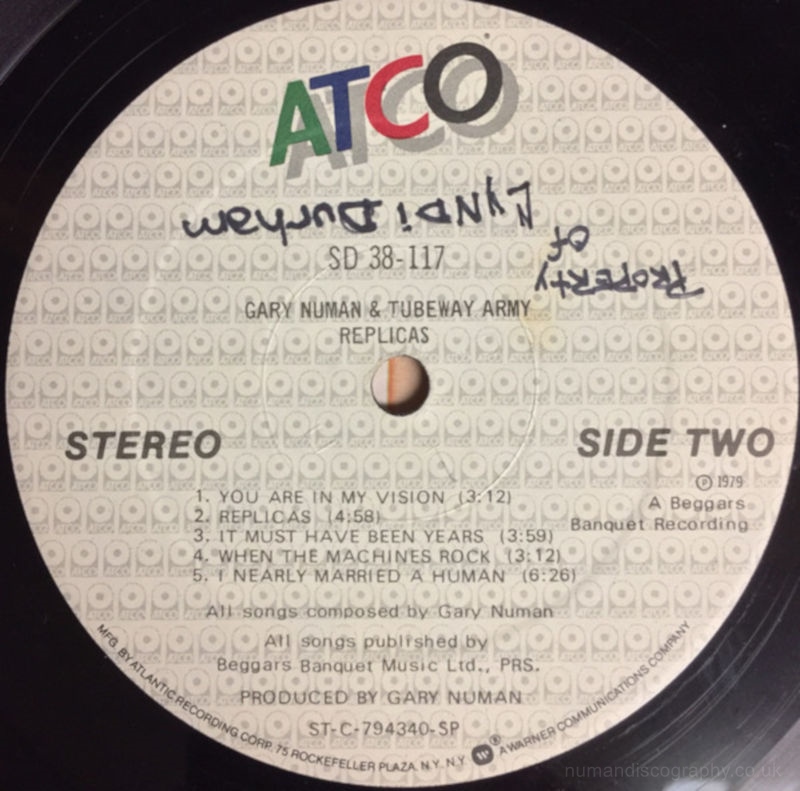 ATCO
PROPERTY
OF
LYNDI DURHAM
SD 38-117
GARY NUMAN & TUBEWAY ARMY
REPLICAS
STEREO
SIDE TWO
℗ 1979
A Beggars
Banquet Recording
1. YOU ARE IN MY VISION (3:12)
2. REPLICAS (4:58)
3. IT MUST HAVE BEEN YEARS (3:59)
4. WHEN THE MACHINES ROCK (3:12)
5. I NEARLY MARRIED A HUMAN (6:26)
All songs composed by Gary Numan
All songs published by
Beggars Banquet Music Ltd., PRS.
PRODUCED BY GARY NUMAN
ST-C-794340-SP
MFG. BY ATLANTIC RECORDING CORP. 75 ROCKEFELLER PLAZA. N.Y. N.Y. ® A WARNER COMMUNICATIONS COMPANY
numandiscography.co.uk